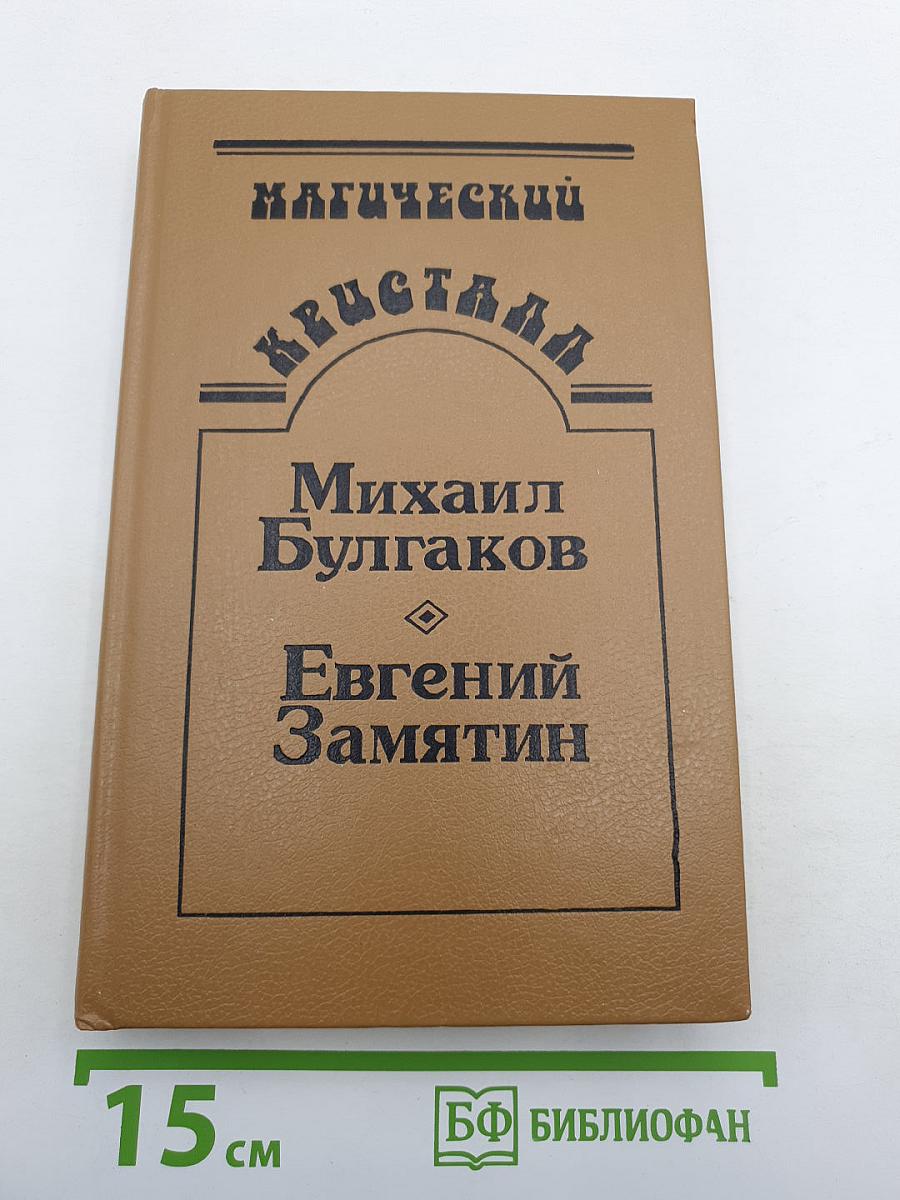 МАГИЧЕСКИЙ
КРИСТАЛЛ
Михаил
Булгаков
Евгений
Замятин
15 см
БФ БИБЛИОФАН